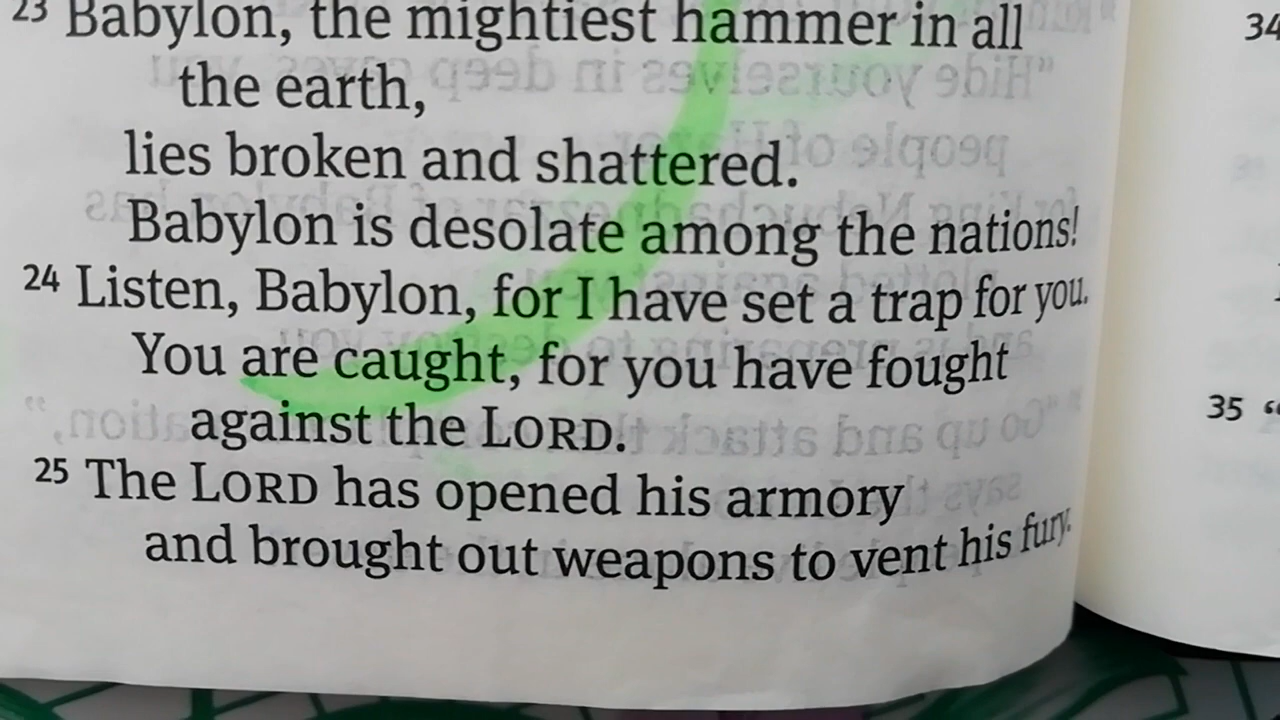 23 Babylon, the mightiest hammer in all
the earth,
lies broken and shattered.
Babylon is desolate among the nations!
24 Listen, Babylon, for I have set a trap for you.
You are caught, for you have fought
against the LORD.
25 The LORD has opened his armory
and brought out weapons to vent his fury.
34
35 “